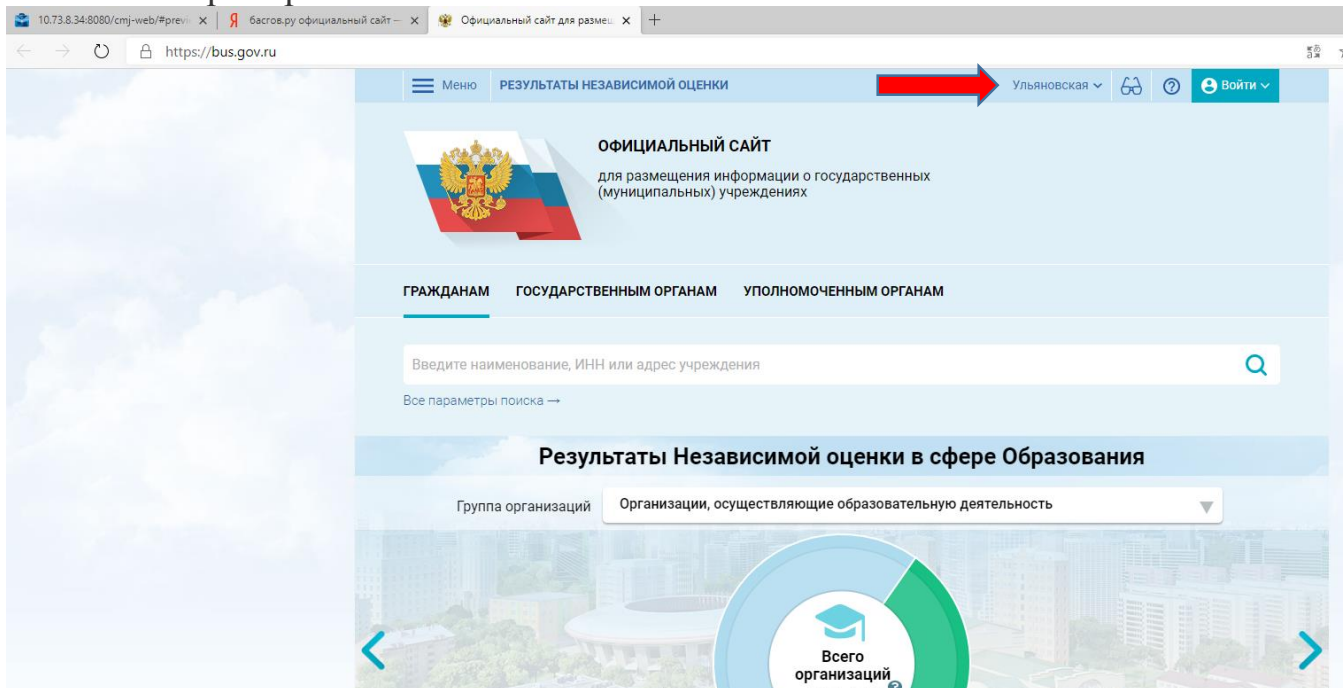 10.73.8.34:8080/cmj-web/#previ
Я басгов.ру официальный сайт —
Официальный сайт для размещ
https://bus.gov.ru
Меню РЕЗУЛЬТАТЫ НЕЗАВИСИМОЙ ОЦЕНКИ Ульяновская Войти
ОФИЦИАЛЬНЫЙ САЙТ
для размещения информации о государственных
(муниципальных) учреждениях
ГРАЖДАНАМ ГОСУДАРСТВЕННЫМ ОРГАНАМ УПОЛНОМОЧЕННЫМ ОРГАНАМ
Введите наименование, ИНН или адрес учреждения
Все параметры поиска →
Результаты Независимой оценки в сфере Образования
Группа организаций Организации, осуществляющие образовательную деятельность
Всего
организаций
?